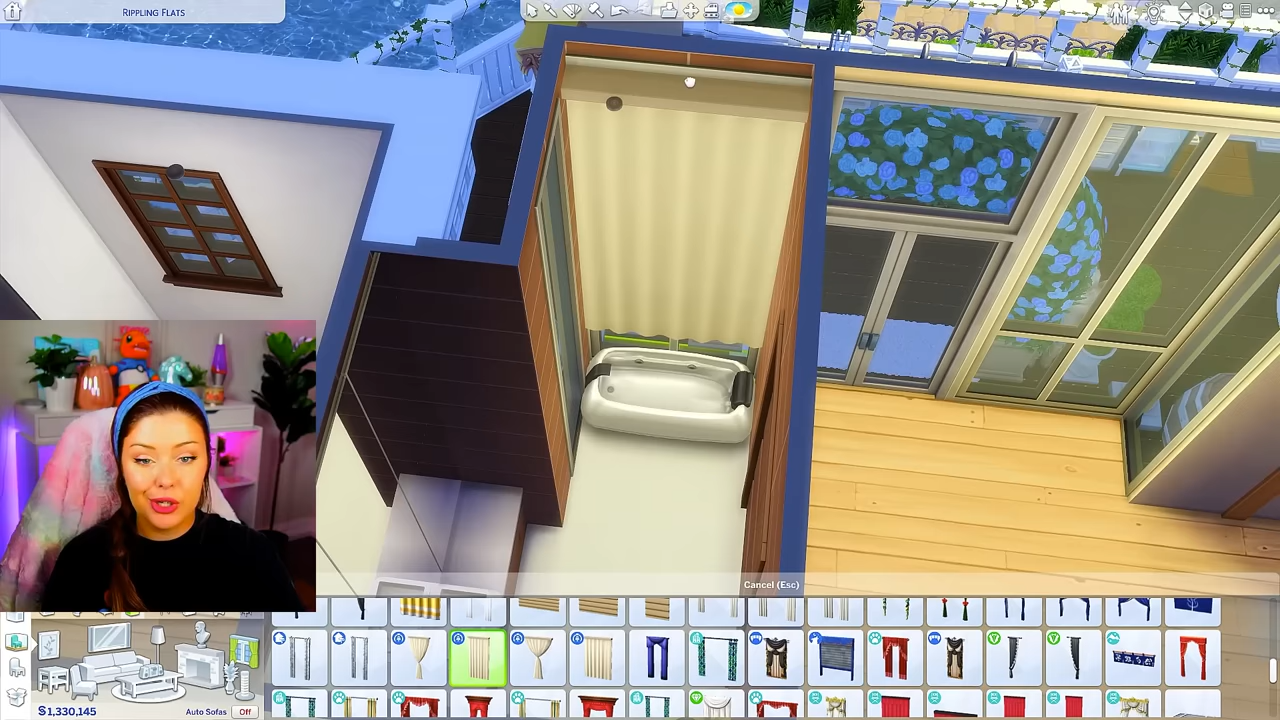 RIPPLING FLATS
Cancel (Esc)
§1,330,145
Auto Sofas
Off